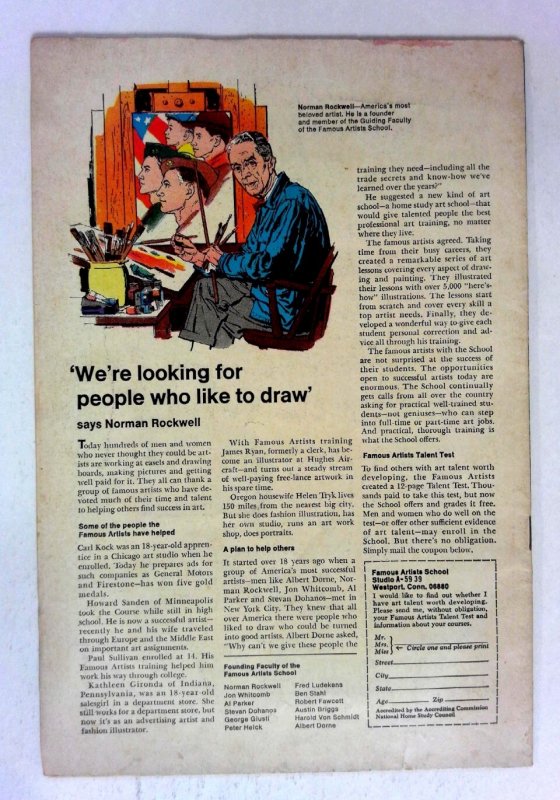 Norman Rockwell—America's most
beloved artist. He is a founder
and member of the Guiding Faculty
of the Famous Artists School.
'We're looking for
people who like to draw'
says Norman Rockwell
Today hundreds of men and women
who never thought they could be art-
ists are working at easels and drawing
boards, making pictures and getting
well paid for it. They all can thank a
group of famous artists who have de-
voted much of their time and talent
to helping others find success in art.
Some of the people the
Famous Artists have helped
Carl Kock was an 18-year-old appren-
tice in a Chicago art studio when he
enrolled. Today he prepares ads for
such companies as General Motors
and Firestone—has won five gold
medals.
Howard Sanden of Minneapolis
took the Course while still in high
school. He is now a successful artist—
recently he and his wife traveled
through Europe and the Middle East
on important art assignments.
Paul Sullivan enrolled at 14. His
Famous Artists training helped him
work his way through college.
Kathleen Gironda of Indiana,
Pennsylvania, was an 18-year-old
salesgirl in a department store. She
still works for a department store, but
now it's as an advertising artist and
fashion illustrator.
With Famous Artists training
James Ryan, formerly a clerk, has be-
come an illustrator at Hughes Air-
craft—and turns out a steady stream
of well-paying free-lance artwork in
his spare time.
Oregon housewife Helen Tryk lives
150 miles from the nearest big city.
But she does fashion illustration, has
her own studio, runs an art work
shop, does portraits.
A plan to help others
It started over 18 years ago when a
group of America's most successful
artists—men like Albert Dorne, Nor-
man Rockwell, Jon Whitcomb, Al
Parker and Stevan Dohanos—met in
New York City. They knew that all
over America there were people who
liked to draw who could be turned
into good artists. Albert Dorne asked,
"Why can't we give these people the
Founding Faculty of the
Famous Artists School
Norman Rockwell
Jon Whitcomb
Al Parker
Stevan Dohanos
George Giusti
Peter Helck
Fred Ludekens
Ben Stahl
Robert Fawcett
Austin Briggs
Harold Von Schmidt
Albert Dorne
training they need—including all the
trade secrets and know-how we've
learned over the years?"
He suggested a new kind of art
school—a home study art school—that
would give talented people the best
professional art training, no matter
where they live.
The famous artists agreed. Taking
time from their busy careers, they
created a remarkable series of art
lessons covering every aspect of draw-
ing and painting. They illustrated
their lessons with over 5,000 "here's-
how" illustrations. The lessons start
from scratch and cover every skill a
top artist needs. Finally, they de-
veloped a wonderful way to give each
student personal correction and ad-
vice all through his training.
The famous artists with the School
are not surprised at the success of
their students. The opportunities
open to successful artists today are
enormous. The School continually
gets calls from all over the country
asking for practical well-trained stu-
dents—not geniuses—who can step
into full-time or part-time art jobs.
And practical, thorough training is
what the School offers.
Famous Artists Talent Test
To find others with art talent worth
developing, the Famous Artists
created a 12-page Talent Test. Thou-
sands paid to take this test, but now
the School offers and grades it free.
Men and women who do well on the
test—or offer other sufficient evidence
of art talent—may enroll in the
School. But there's no obligation.
Simply mail the coupon below.
Famous Artists School
Studio A-5939
Westport, Conn. 06880
I would like to find out whether I
have art talent worth developing.
Please send me, without obligation,
your Famous Artists Talent Test and
information about your courses.
Mr.
Mrs. Circle one and please print
Miss
Street
City
State
Age Zip
Accredited by the Accrediting Commission
National Home Study Council